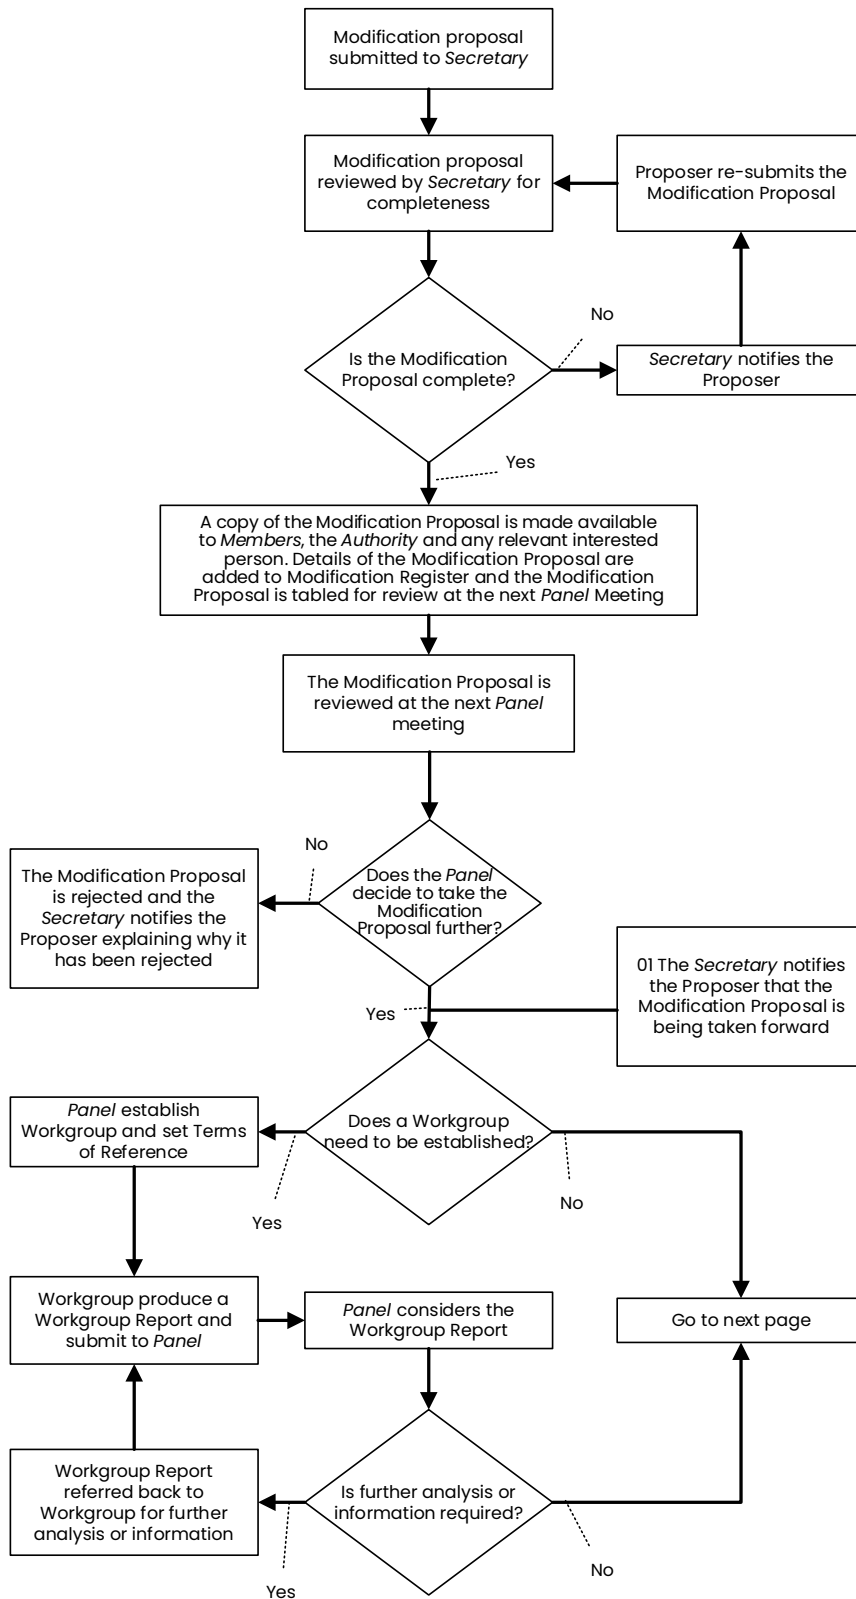 Modification proposal
submitted to Secretary
Modification proposal
reviewed by Secretary for
completeness
Proposer re-submits the
Modification Proposal
No
Is the Modification
Proposal complete?
Secretary notifies the
Proposer
Yes
A copy of the Modification Proposal is made available
to Members, the Authority and any relevant interested
person. Details of the Modification Proposal are
added to Modification Register and the Modification
Proposal is tabled for review at the next Panel Meeting
The Modification Proposal is
reviewed at the next Panel
meeting
No
The Modification Proposal
is rejected and the
Secretary notifies the
Proposer explaining why it
has been rejected
Does the Panel
decide to take the
Modification
Proposal further?
01 The Secretary notifies
the Proposer that the
Modification Proposal is
being taken forward
Yes
Panel establish
Workgroup and set Terms
of Reference
Does a Workgroup
need to be established?
Yes
No
Workgroup produce a
Workgroup Report and
submit to Panel
Panel considers the
Workgroup Report
Go to next page
Workgroup Report
referred back to
Workgroup for further
analysis or information
Is further analysis or
information required?
Yes
No